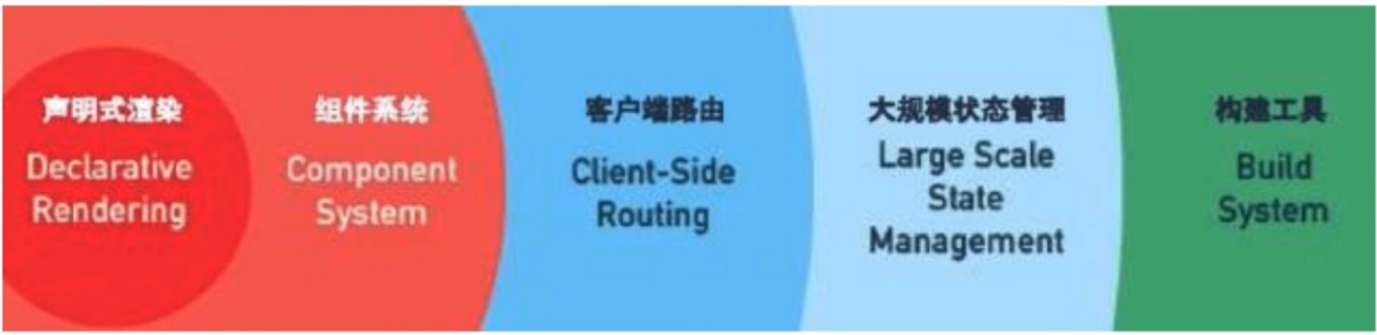 声明式渲染
Declarative
Rendering
组件系统
Component
System
客户端路由
Client-Side
Routing
大规模状态管理
Large Scale
State
Management
构建工具
Build
System